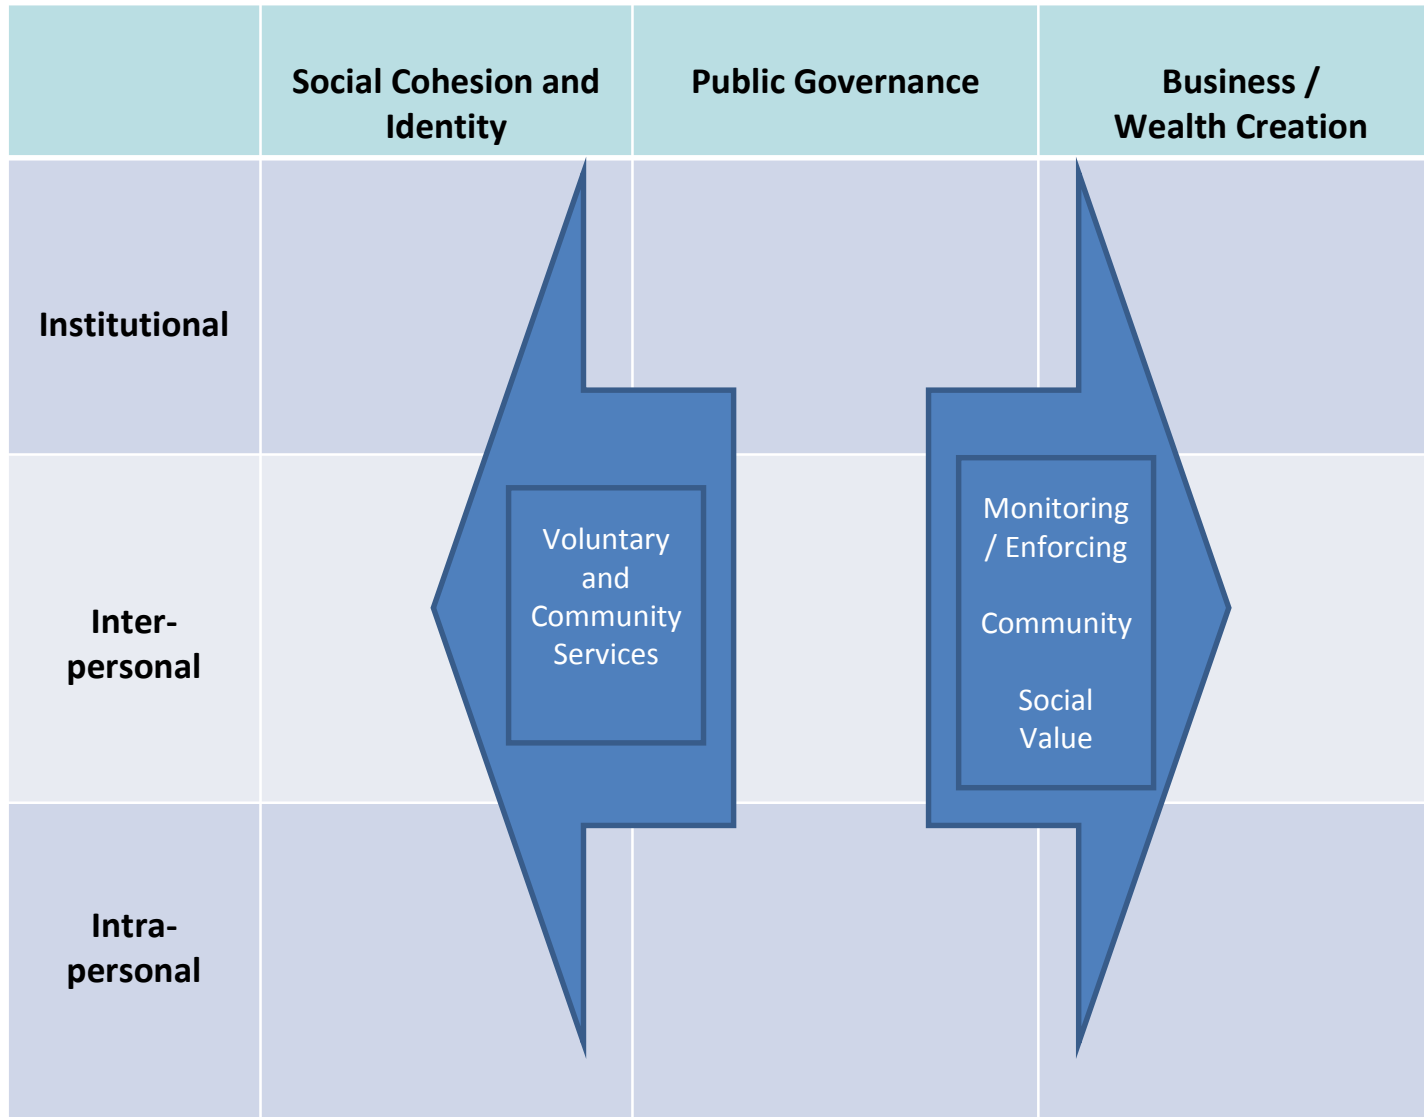 Social Cohesion and
Identity
Public Governance
Business /
Wealth Creation
Institutional
Inter-
personal
Intra-
personal
Voluntary
and
Community
Services
Monitoring
/ Enforcing
Community
Social
Value